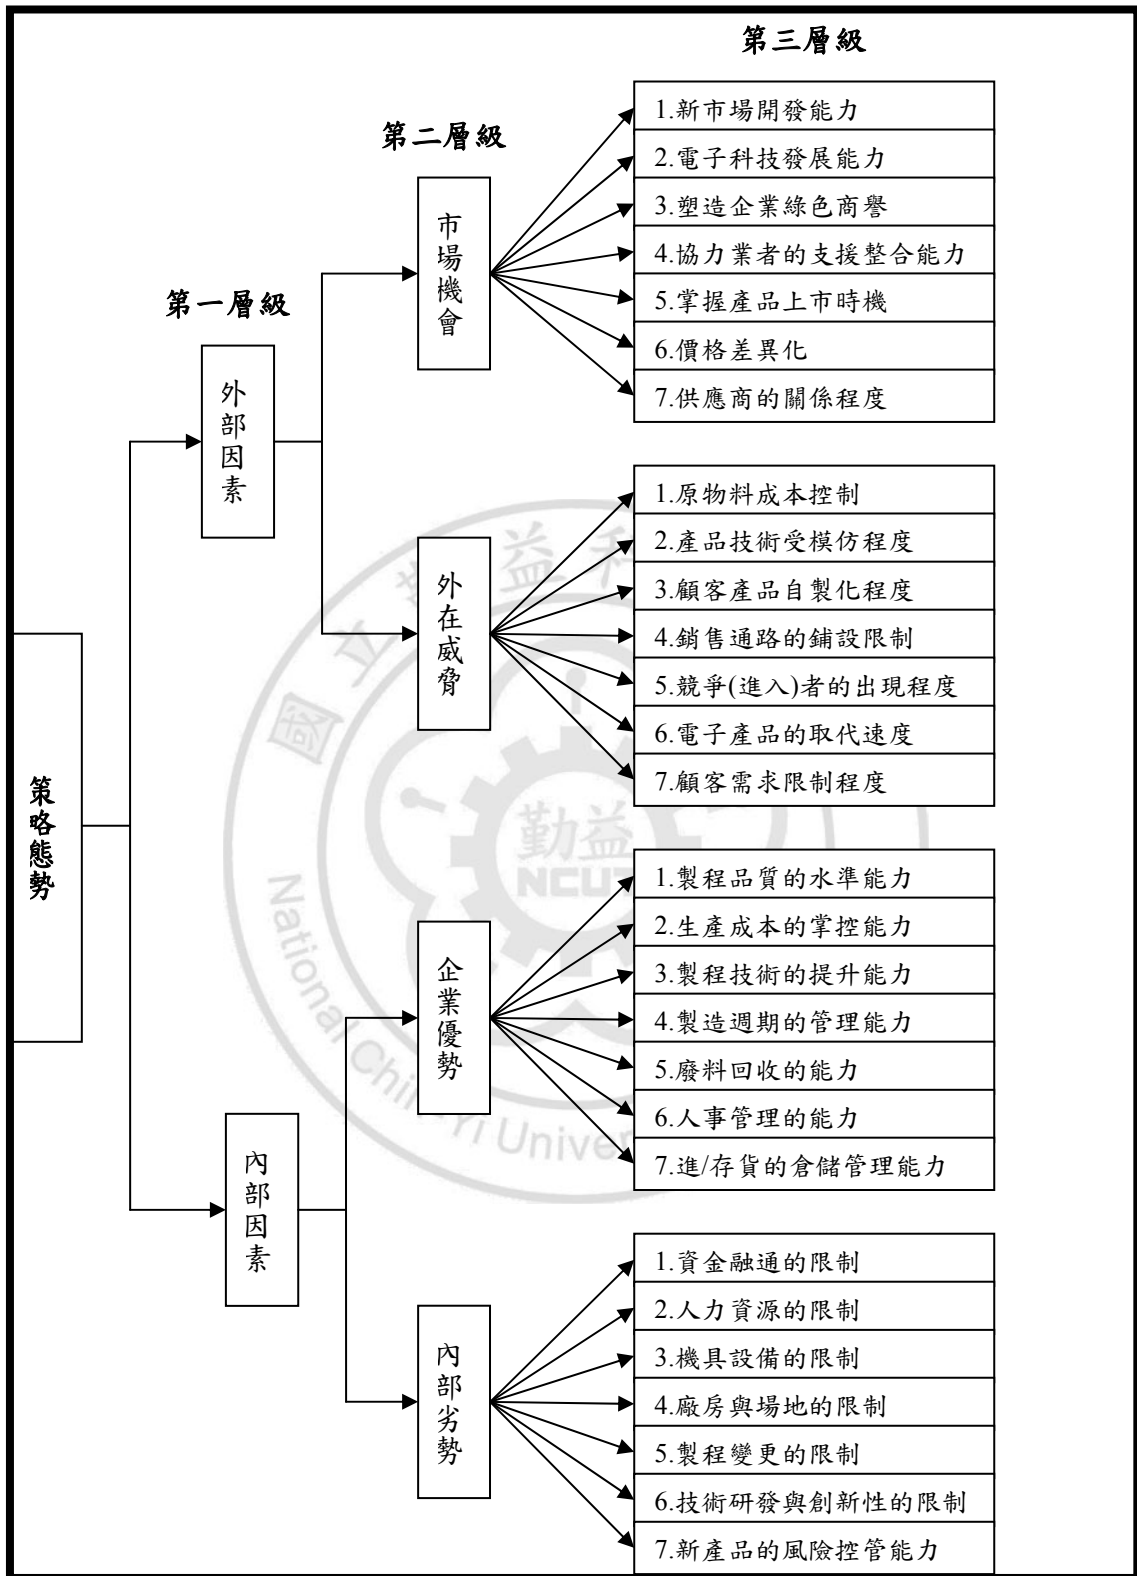 第三層級
第二層級
第一層級
策略態勢
外部因素
內部因素
市場機會
1.新市場開發能力
2.電子科技發展能力
3.塑造企業綠色商譽
4.協力業者的支援整合能力
5.掌握產品上市時機
6.價格差異化
7.供應商的關係程度
外在威脅
1.原物料成本控制
2.產品技術受模仿程度
3.顧客產品自製化程度
4.銷售通路的鋪設限制
5.競爭(進入)者的出現程度
6.電子產品的取代速度
7.顧客需求限制程度
企業優勢
1.製程品質的水準能力
2.生產成本的掌控能力
3.製程技術的提升能力
4.製造週期的管理能力
5.廢料回收的能力
6.人事管理的能力
7.進/存貨的倉儲管理能力
內部劣勢
1.資金融通的限制
2.人力資源的限制
3.機具設備的限制
4.廠房與場地的限制
5.製程變更的限制
6.技術研發與創新性的限制
7.新產品的風險控管能力
國立勤益科
勤益
NCUT
National Chin-Yi Univer